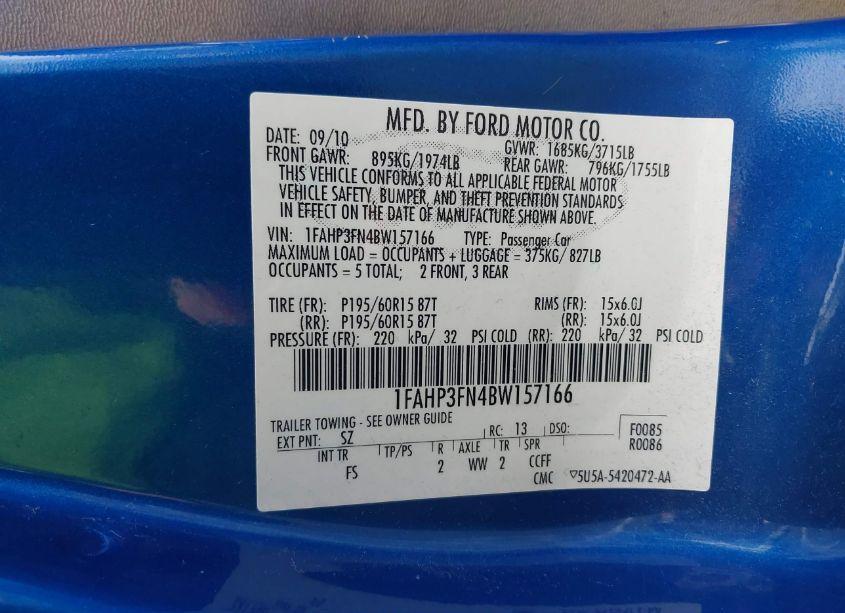 MFD. BY FORD MOTOR CO.
DATE: 09/10 GVWR: 1685KG/3715LB
FRONT GAWR: 895KG/1974LB REAR GAWR: 796KG/1755LB
THIS VEHICLE CONFORMS TO ALL APPLICABLE FEDERAL MOTOR
VEHICLE SAFETY, BUMPER, AND THEFT PREVENTION STANDARDS
IN EFFECT ON THE DATE OF MANUFACTURE SHOWN ABOVE.
VIN: 1FAHP3FN4BW157166 TYPE: Passenger Car
MAXIMUM LOAD = OCCUPANTS + LUGGAGE = 375KG/ 827LB
OCCUPANTS = 5 TOTAL; 2 FRONT, 3 REAR
TIRE (FR): P195/60R15 87T RIMS (FR): 15x6.0J
(RR): P195/60R15 87T (RR): 15x6.0J
PRESSURE (FR): 220 kPa/ 32 PSI COLD (RR): 220 kPa/ 32 PSI COLD
1FAHP3FN4BW157166
TRAILER TOWING - SEE OWNER GUIDE
EXT PNT: SZ RC: 13 DSO: F0085
R0086
INT TR TP/PS R AXLE TR SPR
FS 2 WW 2 CCFF
CMC ▽5U5A-5420472-AA